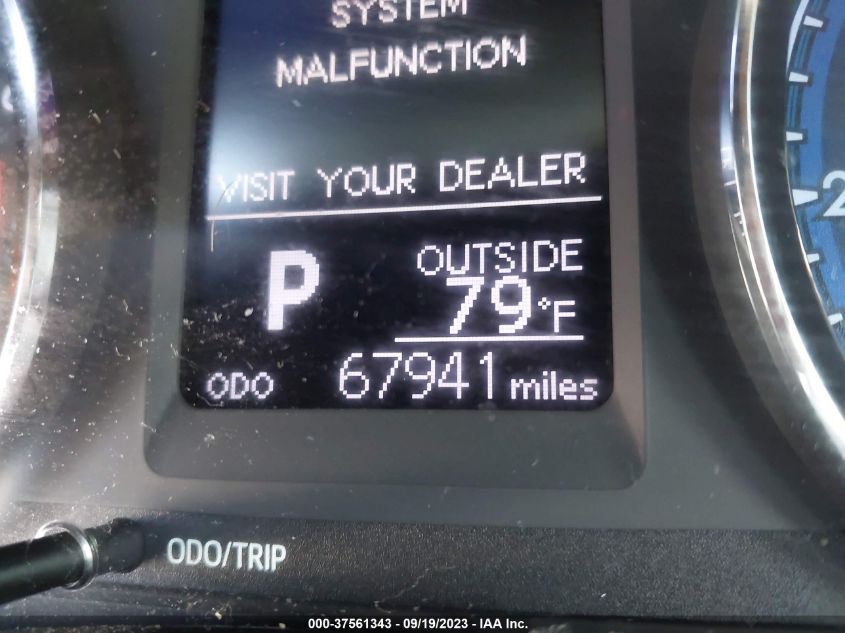 SYSTEM
MALFUNCTION
VISIT YOUR DEALER
P
OUTSIDE
79°F
ODO 67941 miles
2
ODO/TRIP
000-37561343 / 09/19/2023 - IAA Inc.